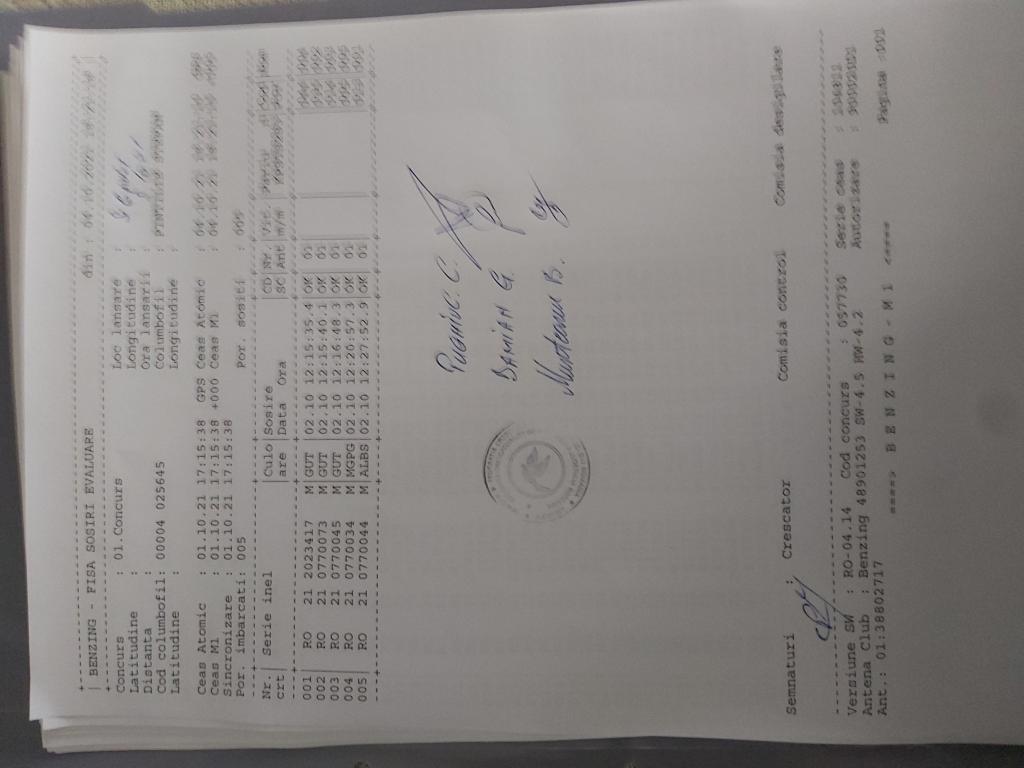 | BENZING - FISA SOSIRI EVALUARE din : 04.10.2021
Concurs : 01.Concurs Loc lansare :
Latitudine : Longitudine :
Distanta : Ora lansarii :
Cod columbofil: 00004 025645 Columbofil :
Latitudine : Longitudine :
Ceas Atomic : 01.10.21 17:15:38 GPS Ceas Atomic : 04.10.21
Ceas M1 : 01.10.21 17:15:38 +000 Ceas M1 : 04.10.21
Sincronizare : 01.10.21 17:15:38
Por. imbarcati: 005 Por. sositi : 005
Nr.| Serie inel |Culo|Sosire |CD|Nr.|
crt| |are |Data Ora |SC|Ant|m/m
001| RO 21 2023417 M GUT |02.10 12:15:35.4|OK| 01|
002| RO 21 0770073 M GUT |02.10 12:15:40.1|OK| 01|
003| RO 21 0770045 M GUT |02.10 12:16:48.3|OK| 01|
004| RO 21 0770034 M MGPG|02.10 12:20:57.3|OK| 01|
005| RO 21 0770044 M ALBS|02.10 12:27:52.9|OK| 01|
DAMIAN G.
Munteanu B.
Semnaturi : Crescator Comisia control Comisia desigilare
Versiune SW : RO-04.14 Cod concurs : 097730 Serie ceas
Antena Club : Benzing 48901253 SW-4.5 HW-4.2 Autorizare
Ant.: 01:38802717
====> B E N Z I N G - M 1 <==== Pagina :001